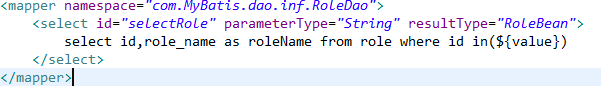 <mapper namespace="com.MyBatis.dao.inf.RoleDao">
<select id="selectRole" parameterType="String" resultType="RoleBean">
select id,role_name as roleName from role where id in(${value})
</select>
</mapper>